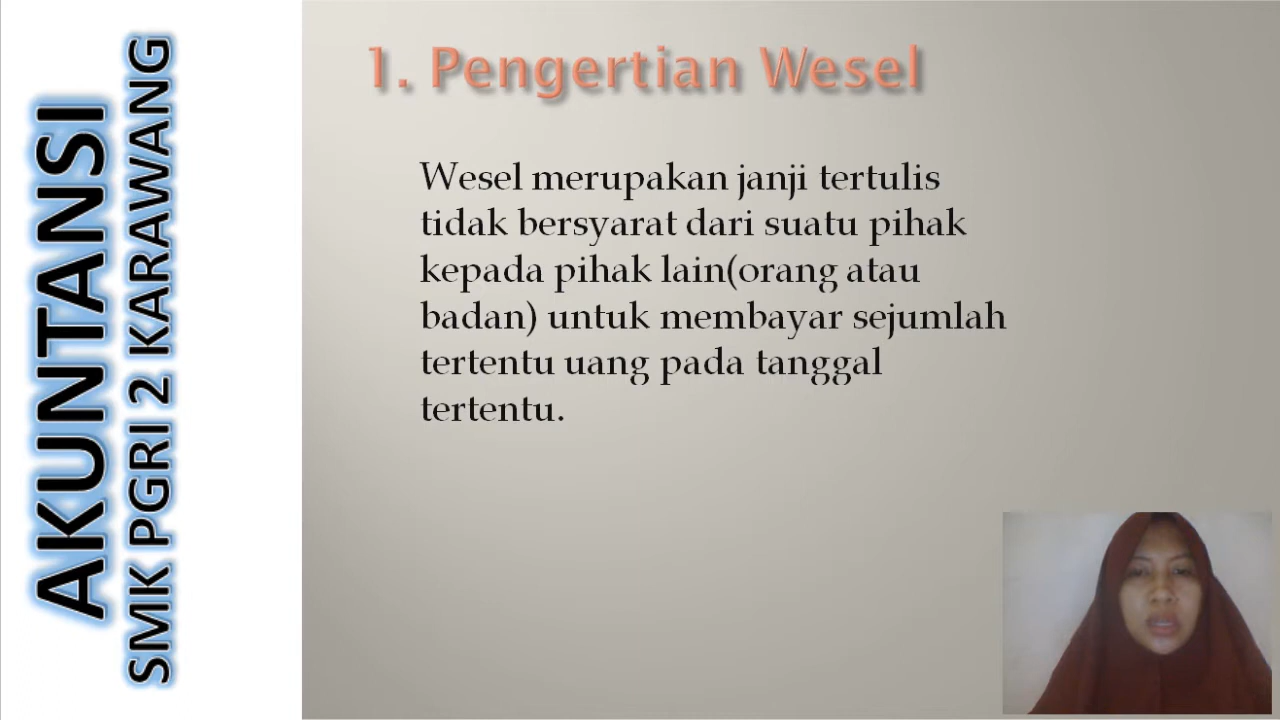 AKUNTANSI
SMK PGRI 2 KARAWANG
1. Pengertian Wesel
Wesel merupakan janji tertulis
tidak bersyarat dari suatu pihak
kepada pihak lain(orang atau
badan) untuk membayar sejumlah
tertentu uang pada tanggal
tertentu.